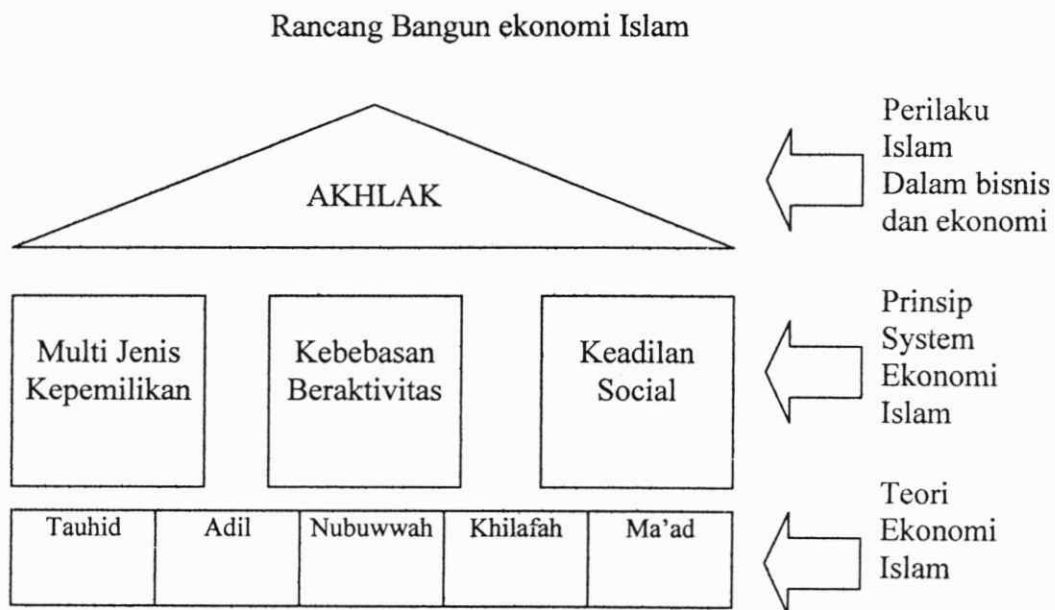 Rancang Bangun ekonomi Islam
AKHLAK
Perilaku
Islam
Dalam bisnis
dan ekonomi
Multi Jenis
Kepemilikan
Kebebasan
Beraktivitas
Keadilan
Social
Prinsip
System
Ekonomi
Islam
Tauhid
Adil
Nubuwwah
Khilafah
Ma'ad
Teori
Ekonomi
Islam